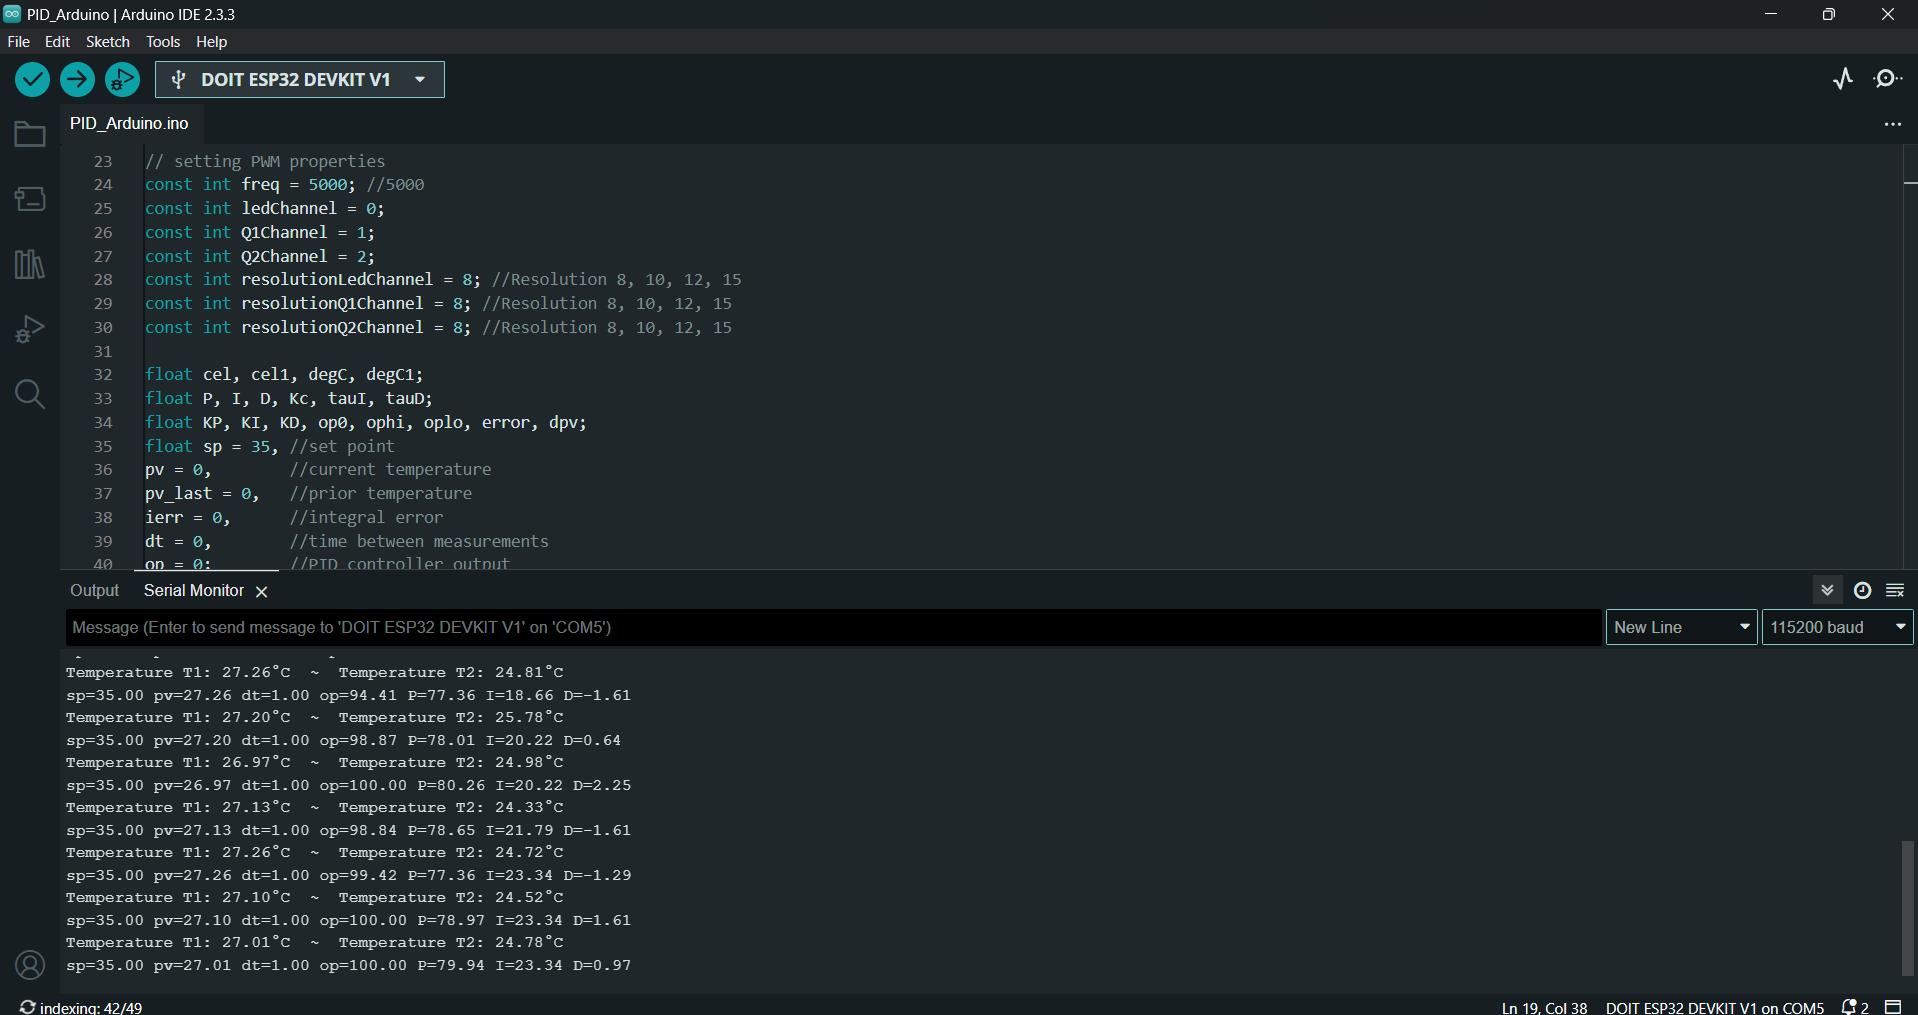 PID_Arduino | Arduino IDE 2.3.3
File Edit Sketch Tools Help
DOIT ESP32 DEVKIT V1
PID_Arduino.ino
23 // setting PWM properties
24 const int freq = 5000; //5000
25 const int ledChannel = 0;
26 const int Q1Channel = 1;
27 const int Q2Channel = 2;
28 const int resolutionLedChannel = 8; //Resolution 8, 10, 12, 15
29 const int resolutionQ1Channel = 8; //Resolution 8, 10, 12, 15
30 const int resolutionQ2Channel = 8; //Resolution 8, 10, 12, 15
31
32 float cel, cel1, degC, degC1;
33 float P, I, D, Kc, tauI, tauD;
34 float KP, KI, KD, op0, ophi, oplo, error, dpv;
35 float sp = 35, //set point
36 pv = 0, //current temperature
37 pv_last = 0, //prior temperature
38 ierr = 0, //integral error
39 dt = 0, //time between measurements
40 op = 0; //PID controller output
Output Serial Monitor
Message (Enter to send message to 'DOIT ESP32 DEVKIT V1' on 'COM5')
New Line
115200 baud
Temperature T1: 27.26°C ~ Temperature T2: 24.81°C
sp=35.00 pv=27.26 dt=1.00 op=94.41 P=77.36 I=18.66 D=-1.61
Temperature T1: 27.20°C ~ Temperature T2: 25.78°C
sp=35.00 pv=27.20 dt=1.00 op=98.87 P=78.01 I=20.22 D=0.64
Temperature T1: 26.97°C ~ Temperature T2: 24.98°C
sp=35.00 pv=26.97 dt=1.00 op=100.00 P=80.26 I=20.22 D=2.25
Temperature T1: 27.13°C ~ Temperature T2: 24.33°C
sp=35.00 pv=27.13 dt=1.00 op=98.84 P=78.65 I=21.79 D=-1.61
Temperature T1: 27.26°C ~ Temperature T2: 24.72°C
sp=35.00 pv=27.26 dt=1.00 op=99.42 P=77.36 I=23.34 D=-1.29
Temperature T1: 27.10°C ~ Temperature T2: 24.52°C
sp=35.00 pv=27.10 dt=1.00 op=100.00 P=78.97 I=23.34 D=1.61
Temperature T1: 27.01°C ~ Temperature T2: 24.78°C
sp=35.00 pv=27.01 dt=1.00 op=100.00 P=79.94 I=23.34 D=0.97
indexing: 42/49
Ln 19, Col 38 DOIT ESP32 DEVKIT V1 on COM5 2